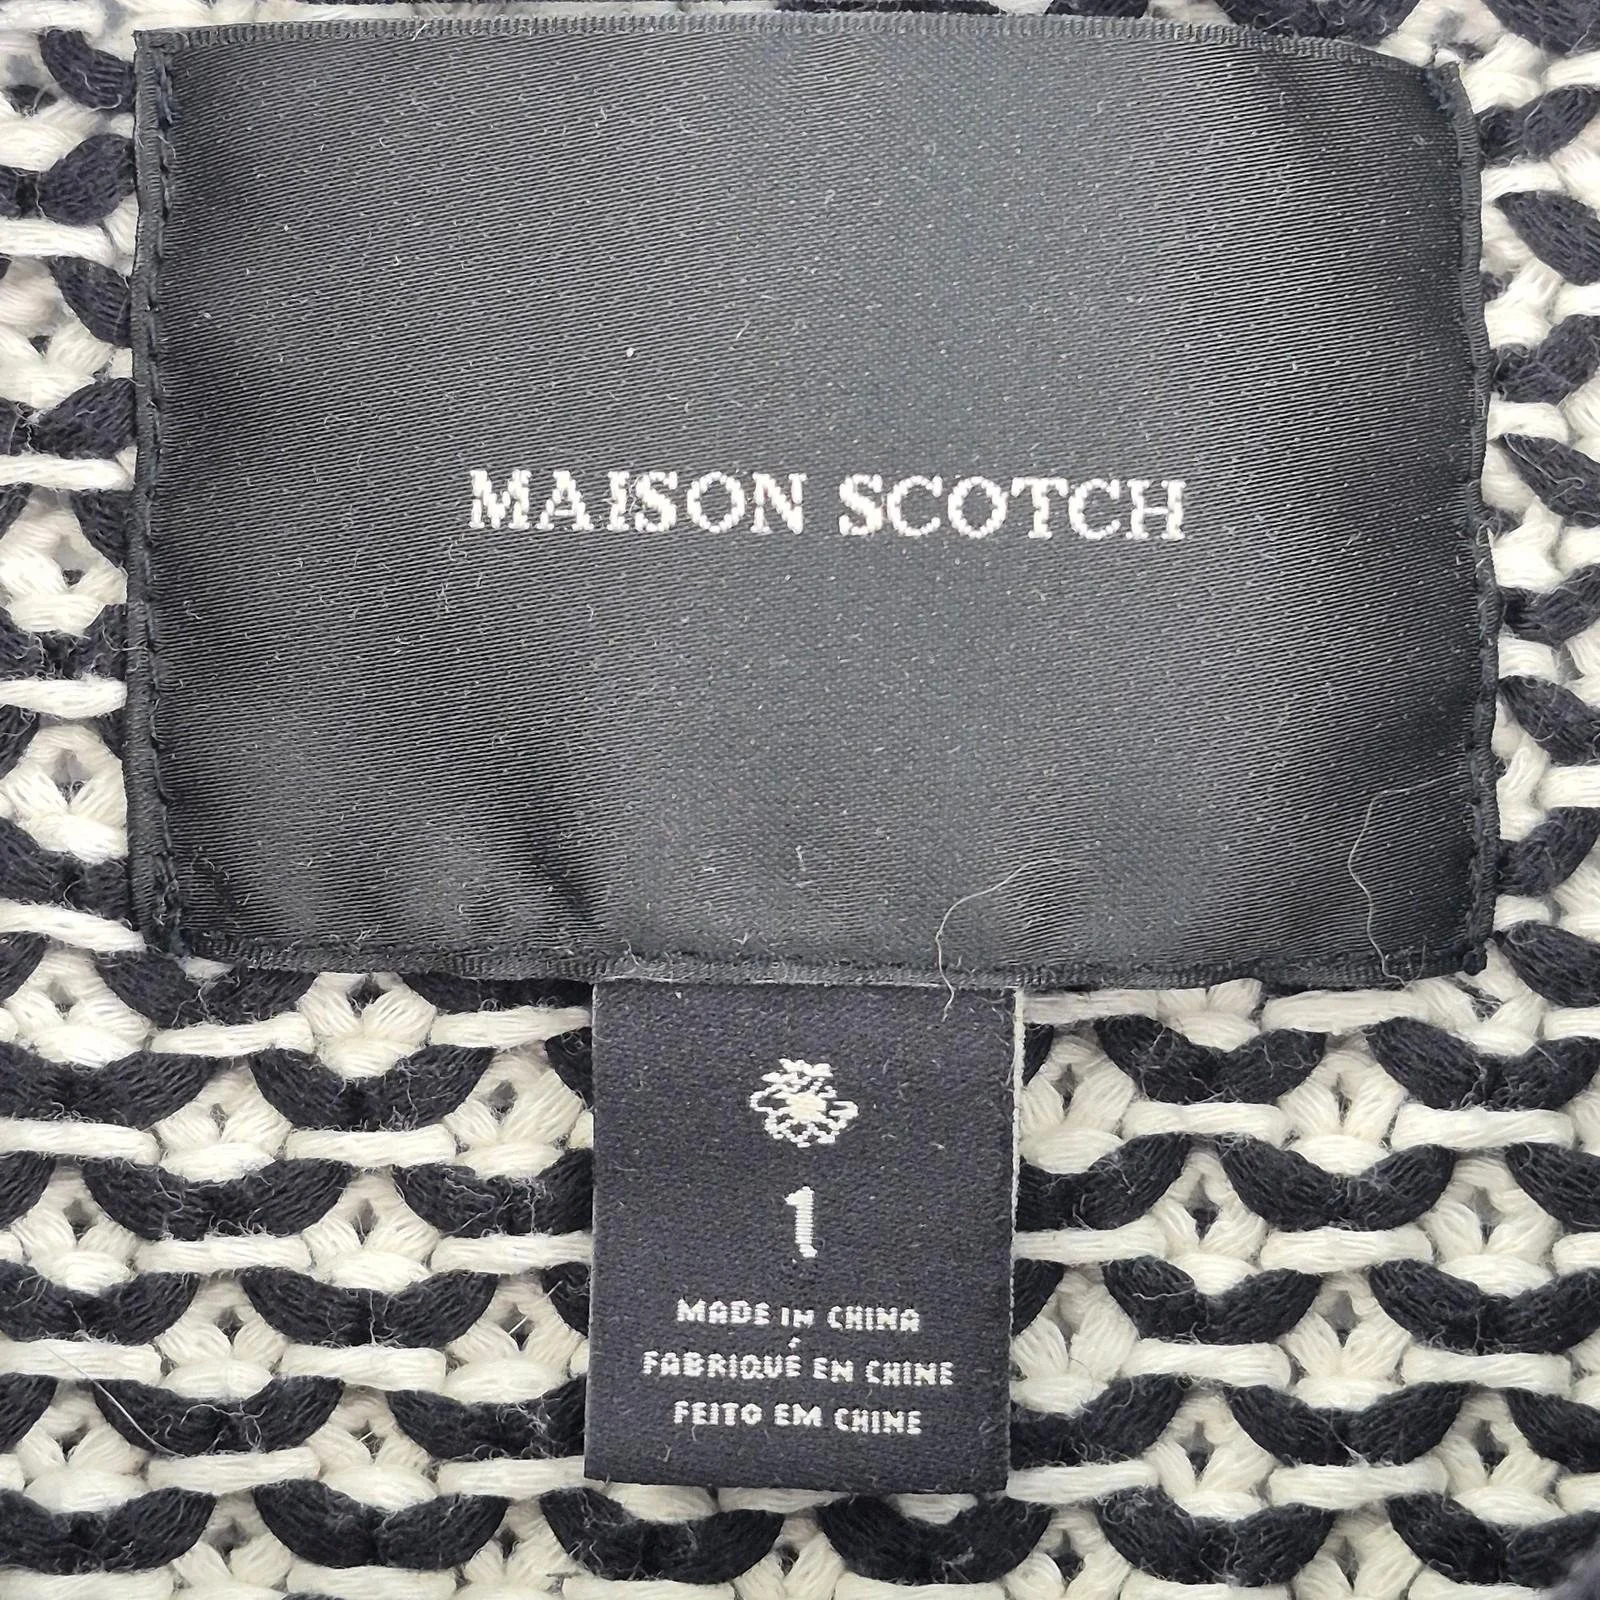 MAISON SCOTCH
1
MADE IN CHINA
FABRIQUÉ EN CHINE
FEITO EM CHINE